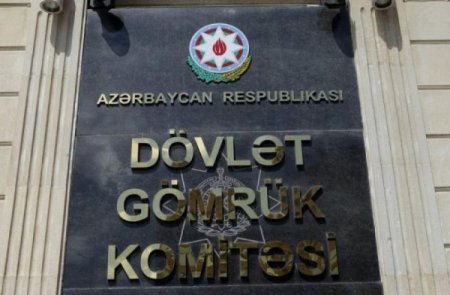 AZƏRBAYCAN RESPUBLİKASI
DÖVLƏT
GÖMRÜK
KOMİTƏSİ